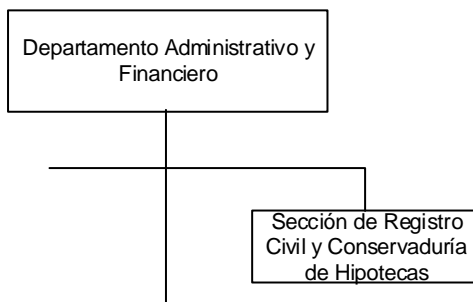 Departamento Administrativo y
Financiero
Sección de Registro
Civil y Conservaduría
de Hipotecas